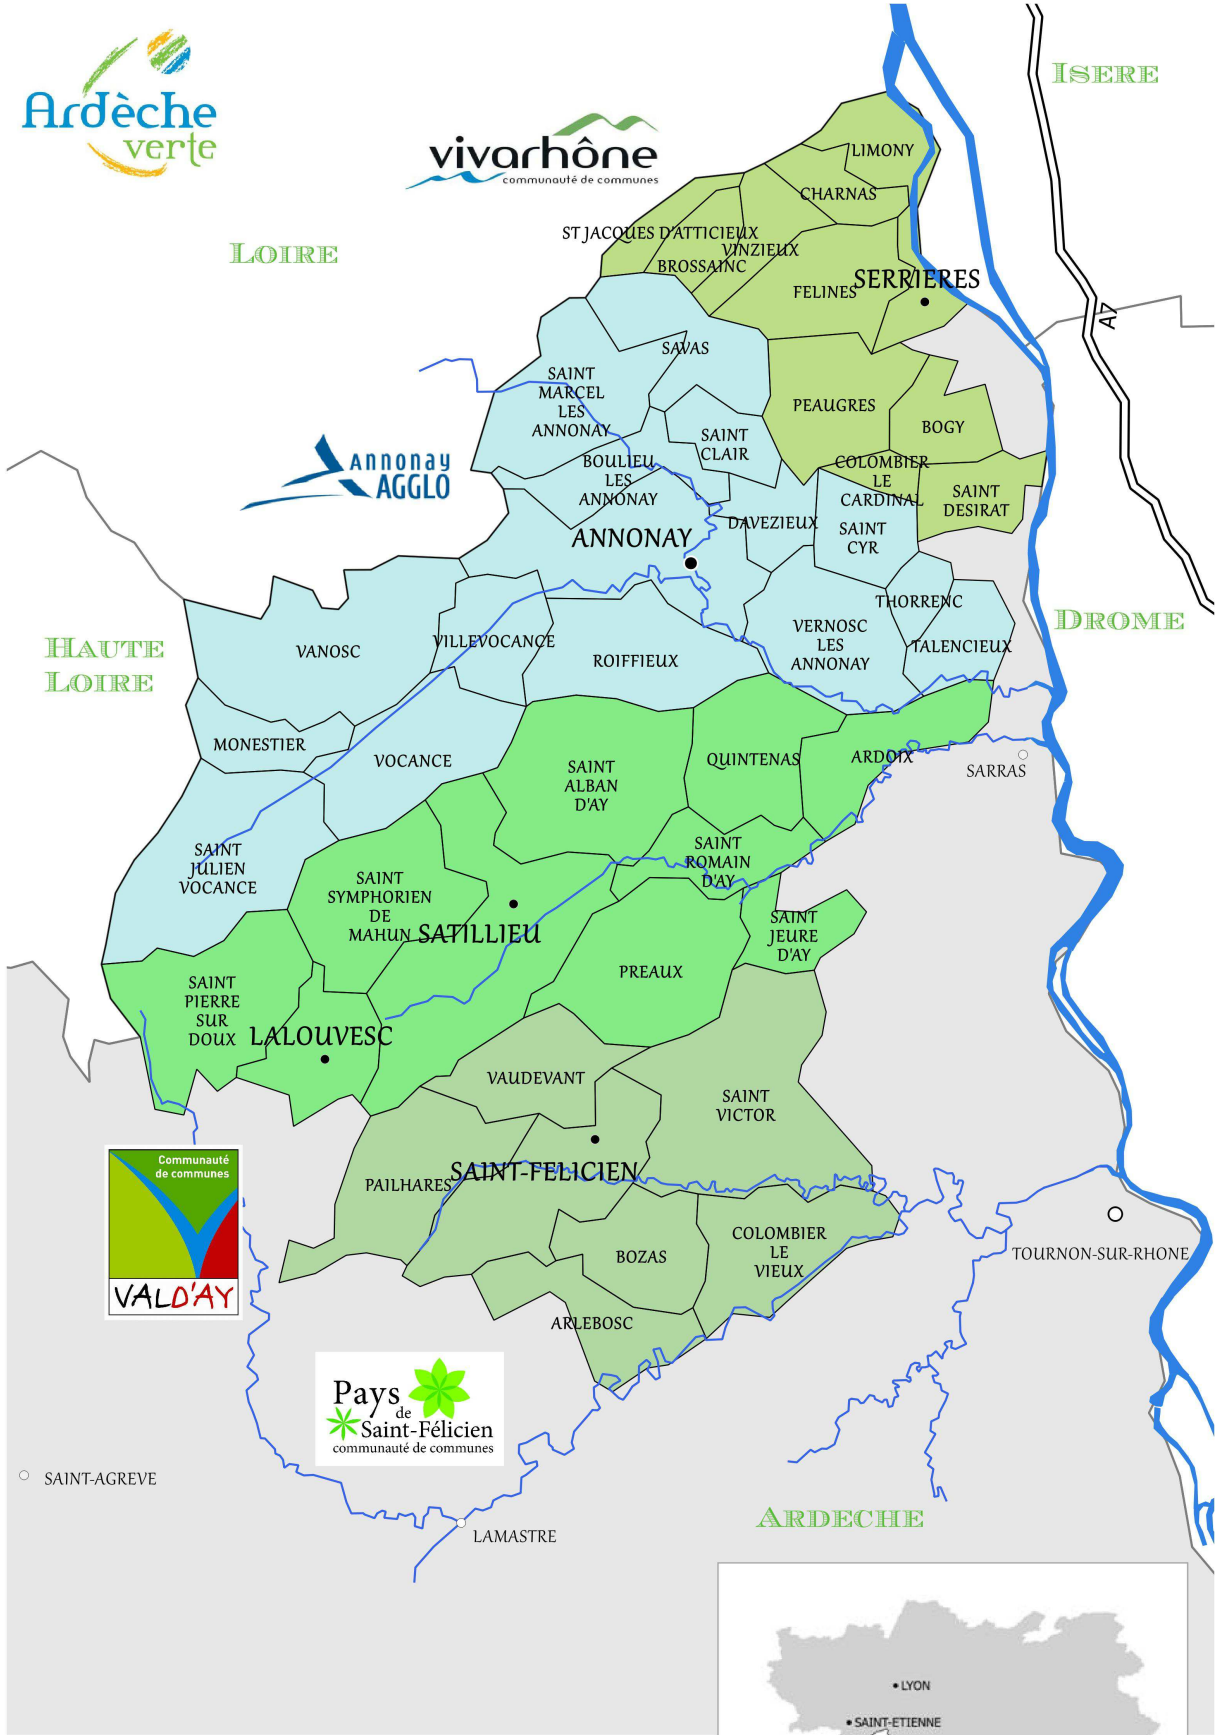 Ardèche
verte
ISERE
vivarhône
communauté de communes
LIMONY
CHARNAS
ST JACQUES D'ATTICIEUX
VINZIEUX
BROSSAINC
LOIRE
FELINES
SERRIERES
A7
SAVAS
SAINT
MARCEL
LES
ANNONAY
PEAUGRES
BOGY
SAINT
CLAIR
Annonay
AGGLO
BOULIEU
LES
ANNONAY
COLOMBIER
LE
CARDINAL
SAINT
DESIRAT
DAVEZIEUX
SAINT
CYR
ANNONAY
THORRENC
DROME
HAUTE
LOIRE
VANOSC
VILLEVOCANCE
ROIFFIEUX
VERNOSC
LES
ANNONAY
TALENCIEUX
MONESTIER
VOCANCE
SAINT
ALBAN
D'AY
QUINTENAS
ARDOIX
SARRAS
SAINT
JULIEN
VOCANCE
SAINT
SYMPHORIEN
DE
MAHUN
SATILLIEU
SAINT
ROMAIN
D'AY
SAINT
JEURE
D'AY
PREAUX
SAINT
PIERRE
SUR
DOUX
LALOUVESC
VAUDEVANT
SAINT
VICTOR
Communauté
de communes
VAL D'AY
PAILHARES
SAINT-FELICIEN
BOZAS
COLOMBIER
LE
VIEUX
TOURNON-SUR-RHONE
ARLEBOSC
Pays
de
Saint-Félicien
communauté de communes
SAINT-AGREVE
LAMASTRE
ARDECHE
LYON
SAINT-ETIENNE